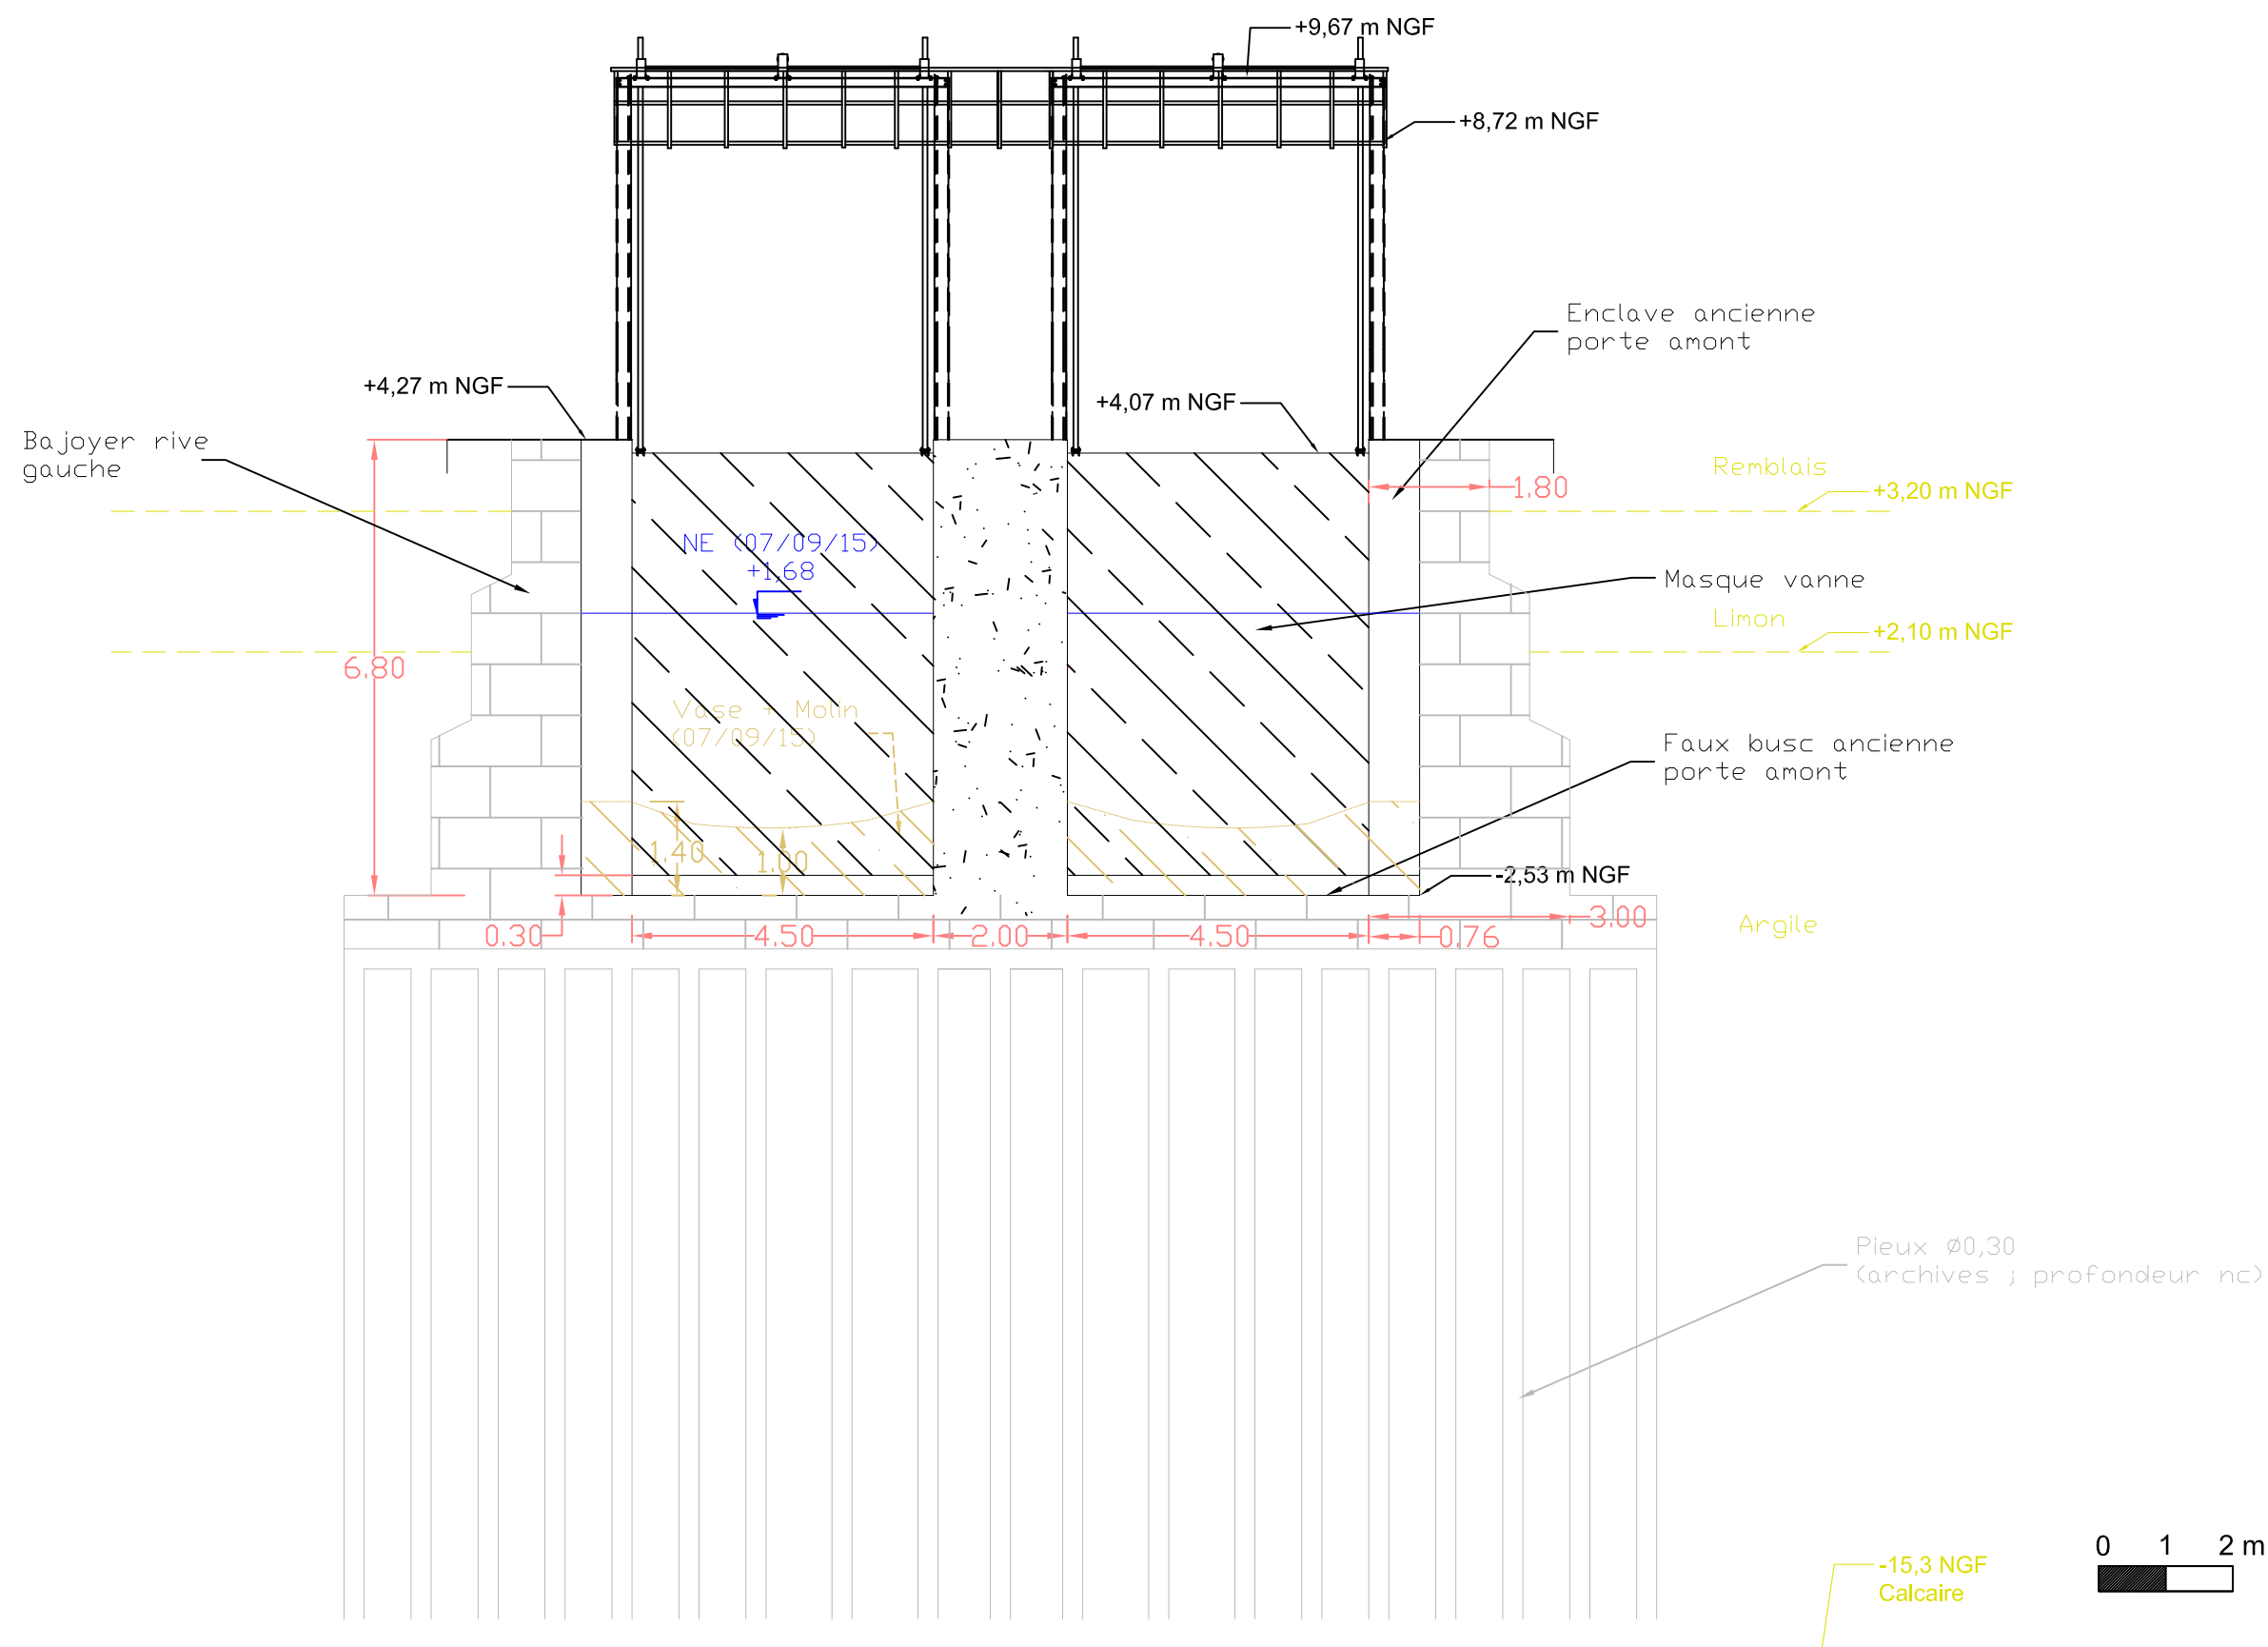 +9,67 m NGF
+8,72 m NGF
Enclave ancienne
porte amont
+4,27 m NGF
+4,07 m NGF
Bajoyer rive
gauche
Remblais
1.80
+3,20 m NGF
NE (07/09/15)
+1,68
Masque vanne
Limon
+2,10 m NGF
6.80
Vase + Molin
(07/09/15)
Faux busc ancienne
porte amont
1.40
1.00
-2,53 m NGF
3.00
Argile
0.30
4.50
2.00
4.50
0.76
Pieux Ø0,30
(archives ; profondeur nc)
0 1 2 m
-15,3 NGF
Calcaire